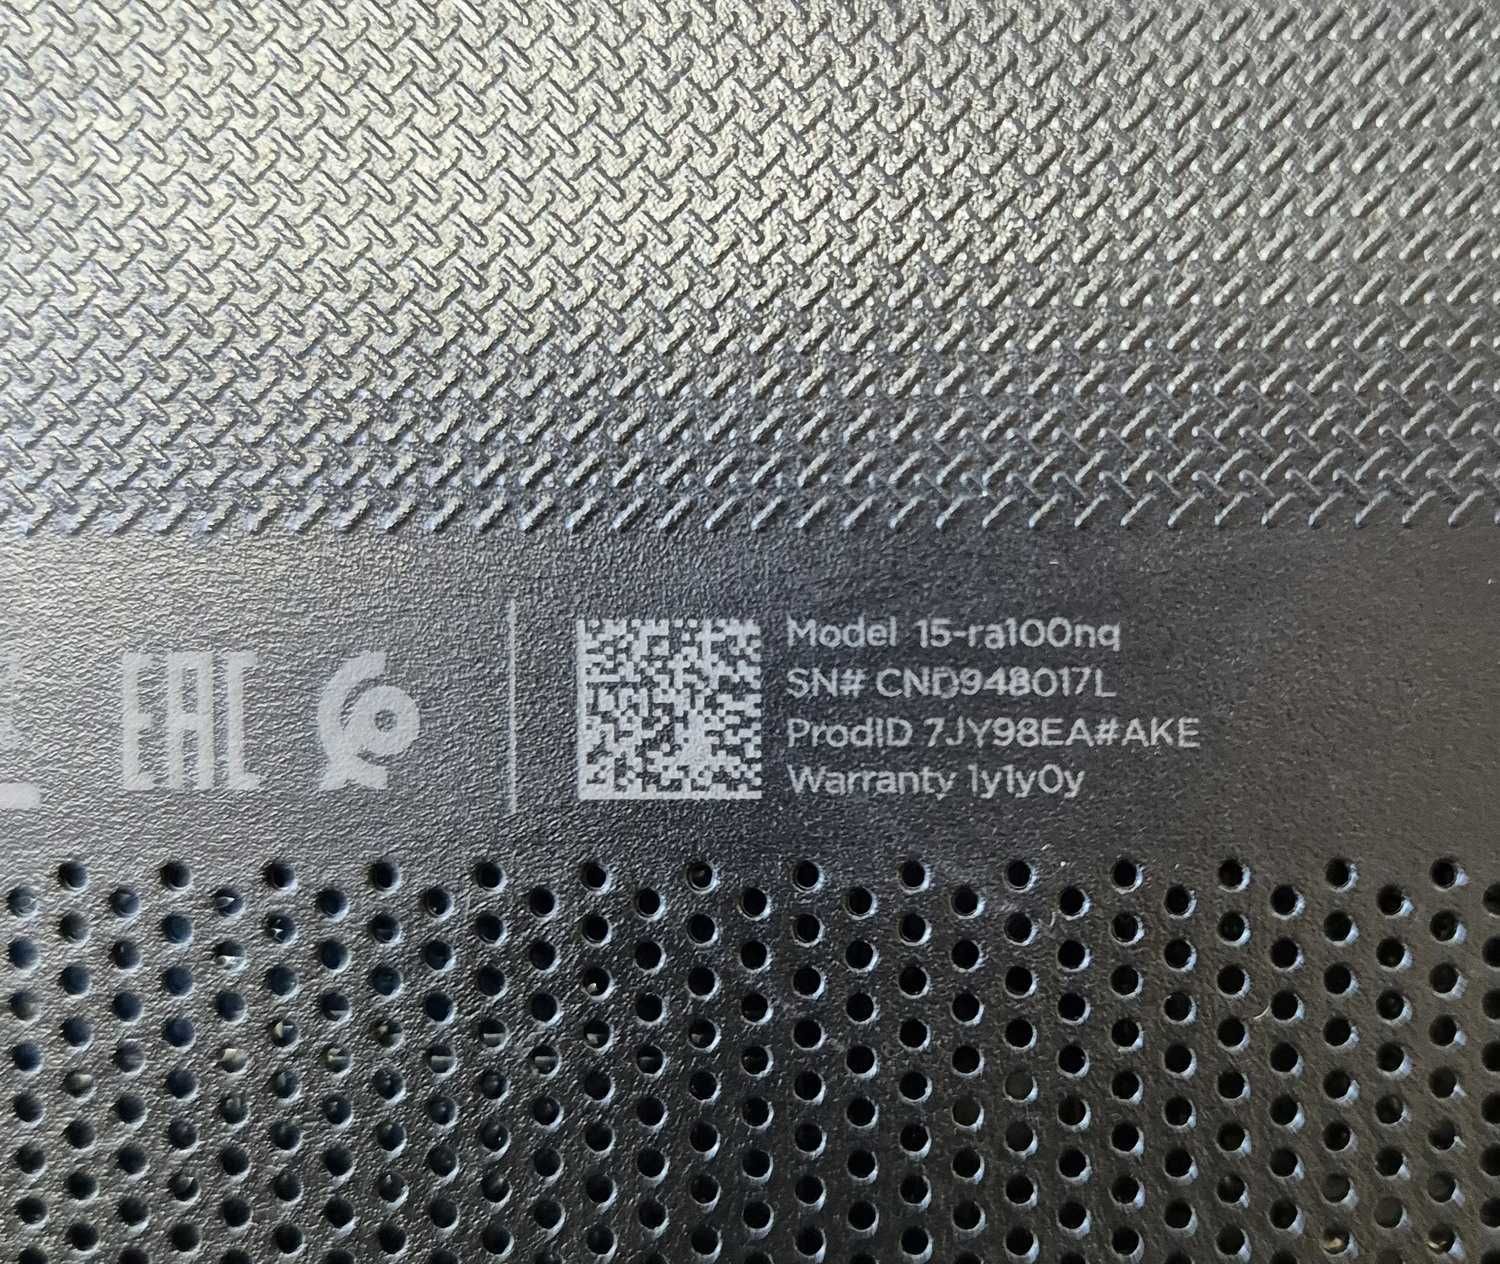 EAC
Model 15-ra100nq
SN# CND948017L
ProdID 7JY98EA#AKE
Warranty 1y1y0y